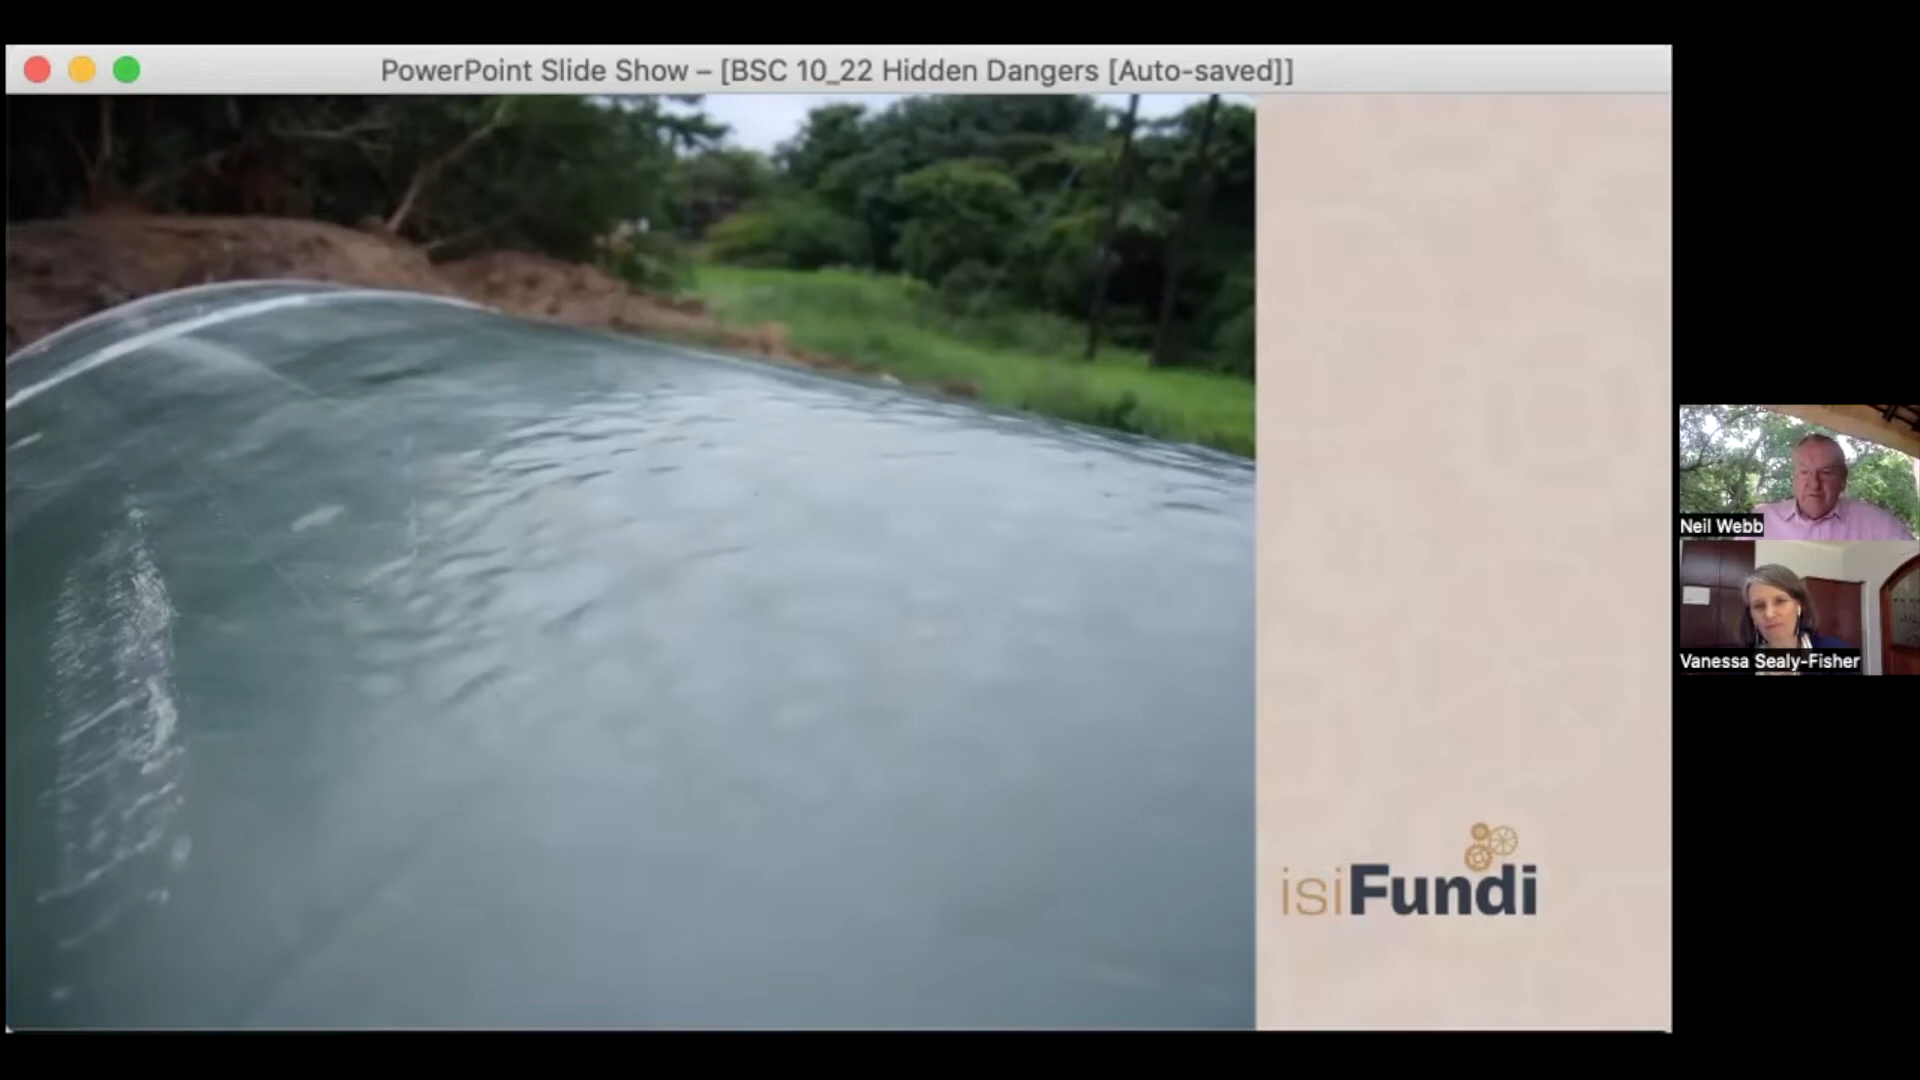 PowerPoint Slide Show – [BSC 10_22 Hidden Dangers [Auto-saved]]
Neil Webb
Vanessa Sealy-Fisher
isiFundi